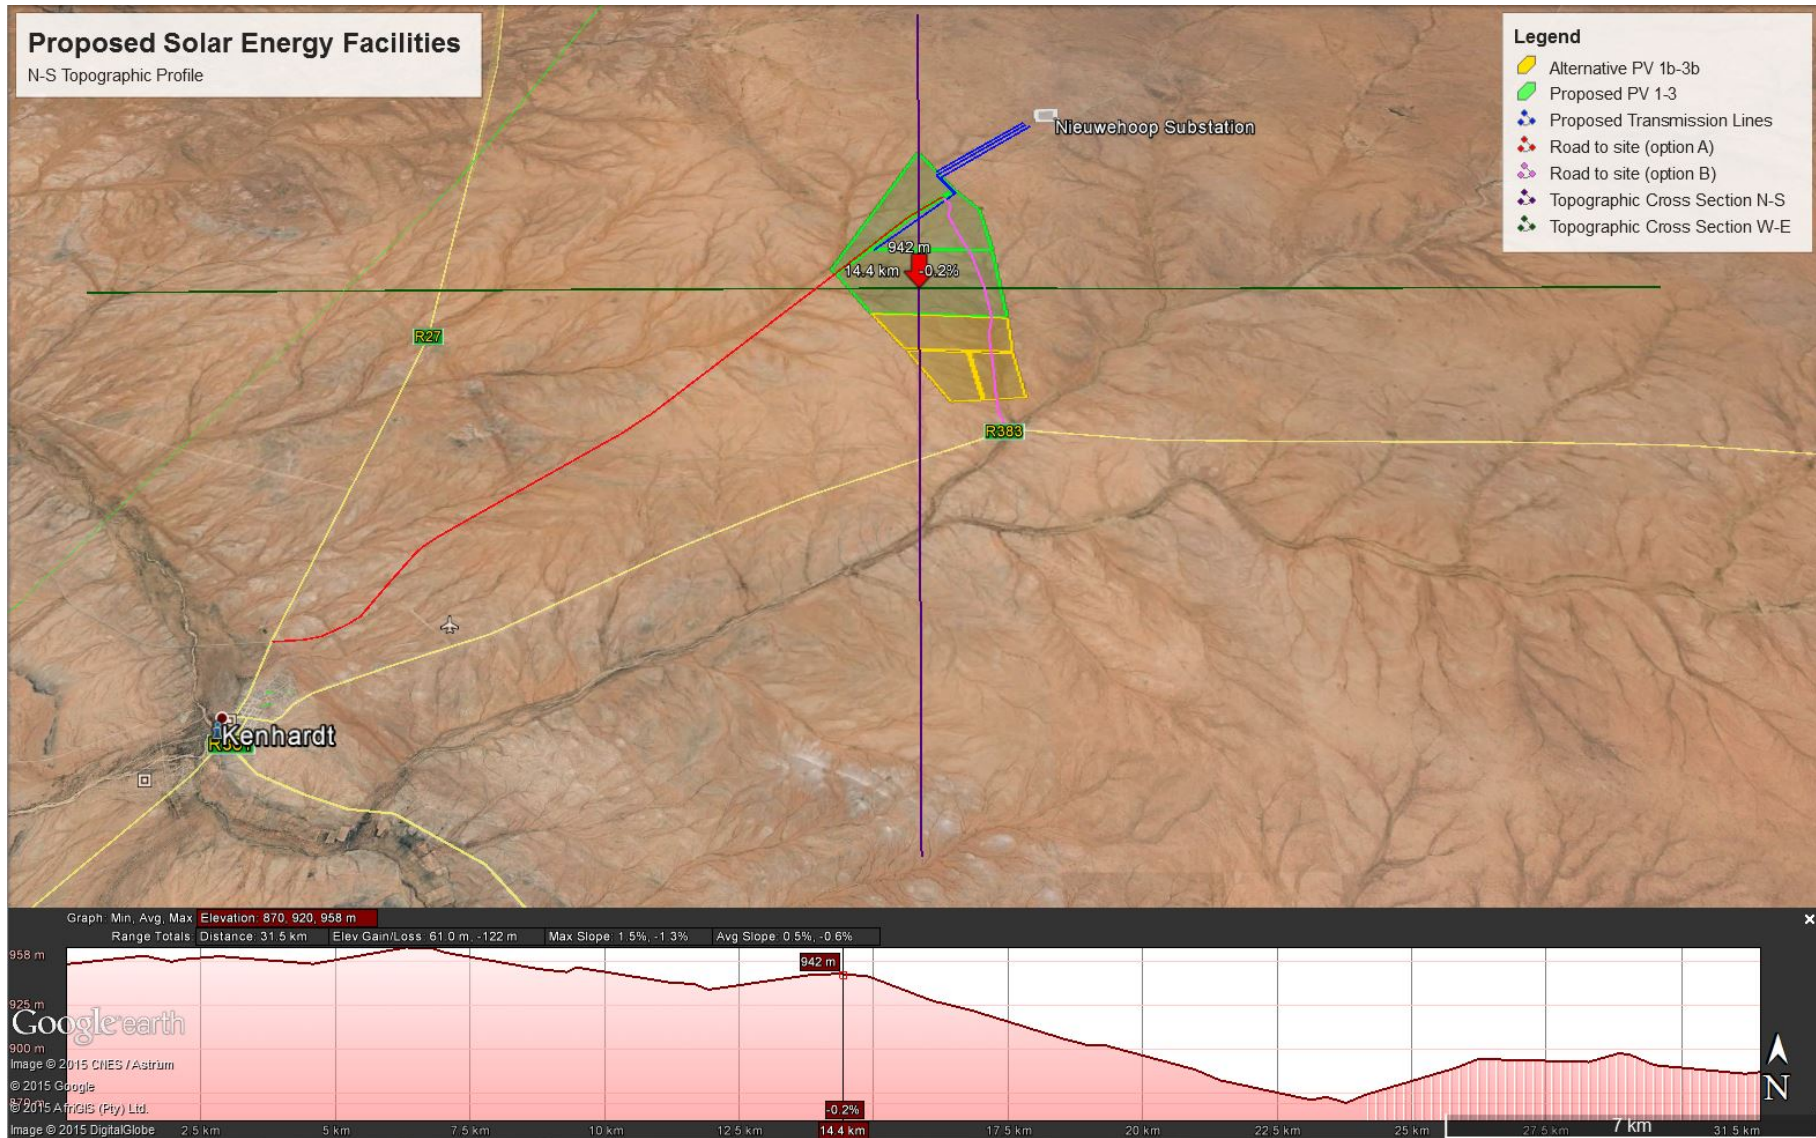 Proposed Solar Energy Facilities
N-S Topographic Profile
Legend
Alternative PV 1b-3b
Proposed PV 1-3
Proposed Transmission Lines
Road to site (option A)
Road to site (option B)
Topographic Cross Section N-S
Topographic Cross Section W-E
Nieuwehoop Substation
942 m
14.4 km -0.2%
R27
R383
Kenhardt
Graph: Min, Avg, Max Elevation: 870, 920, 958 m
Range Totals: Distance: 31.5 km Elev Gain/Loss: 61.0 m, -122 m Max Slope: 1.5%, -1.3% Avg Slope: 0.5%, -0.6%
958 m
942 m
925 m
Google earth
900 m
Image © 2015 CNES / Astrium
© 2015 Google
© 2015 AfriGIS (Pty) Ltd.
Image © 2015 DigitalGlobe
-0.2%
2.5 km 5 km 7.5 km 10 km 12.5 km 14.4 km 17.5 km 20 km 22.5 km 25 km 27.5 km 31.5 km
7 km
N